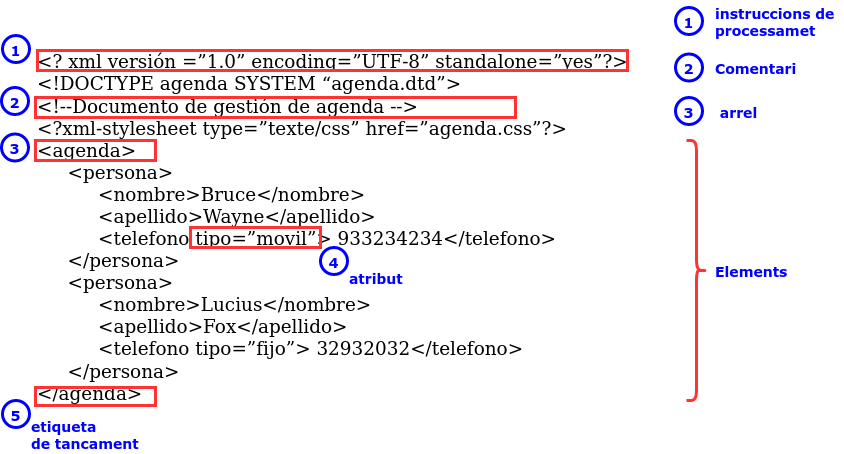 1 <? xml versión =”1.0” encoding=”UTF-8” standalone=”yes”?>
<!DOCTYPE agenda SYSTEM “agenda.dtd”>
2 <!--Documento de gestión de agenda -->
<?xml-stylesheet type=”texte/css” href=”agenda.css”?>
3 <agenda>
<persona>
<nombre>Bruce</nombre>
<apellido>Wayne</apellido>
<telefono tipo=”movil”> 933234234</telefono>
</persona>
4 atribut
<persona>
<nombre>Lucius</nombre>
<apellido>Fox</apellido>
<telefono tipo=”fijo”> 32932032</telefono>
</persona>
</agenda>
5 etiqueta
de tancament
1 instruccions de
processamet
2 Comentari
3 arrel
Elements